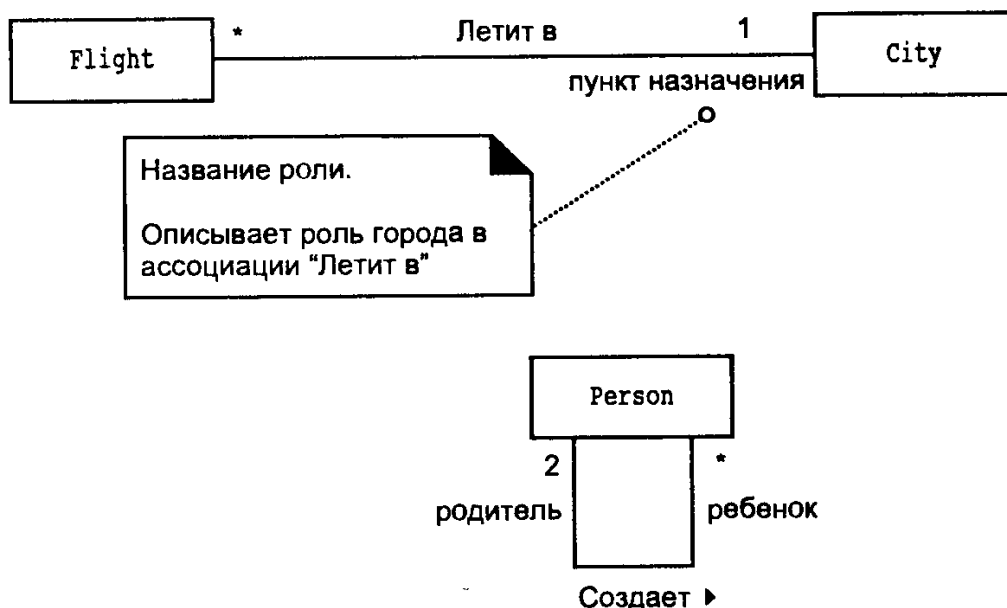 * Летит в 1
Flight City
пункт назначения
Название роли.
Описывает роль города в
ассоциации “Летит в”
Person
2 *
родитель ребенок
Создает